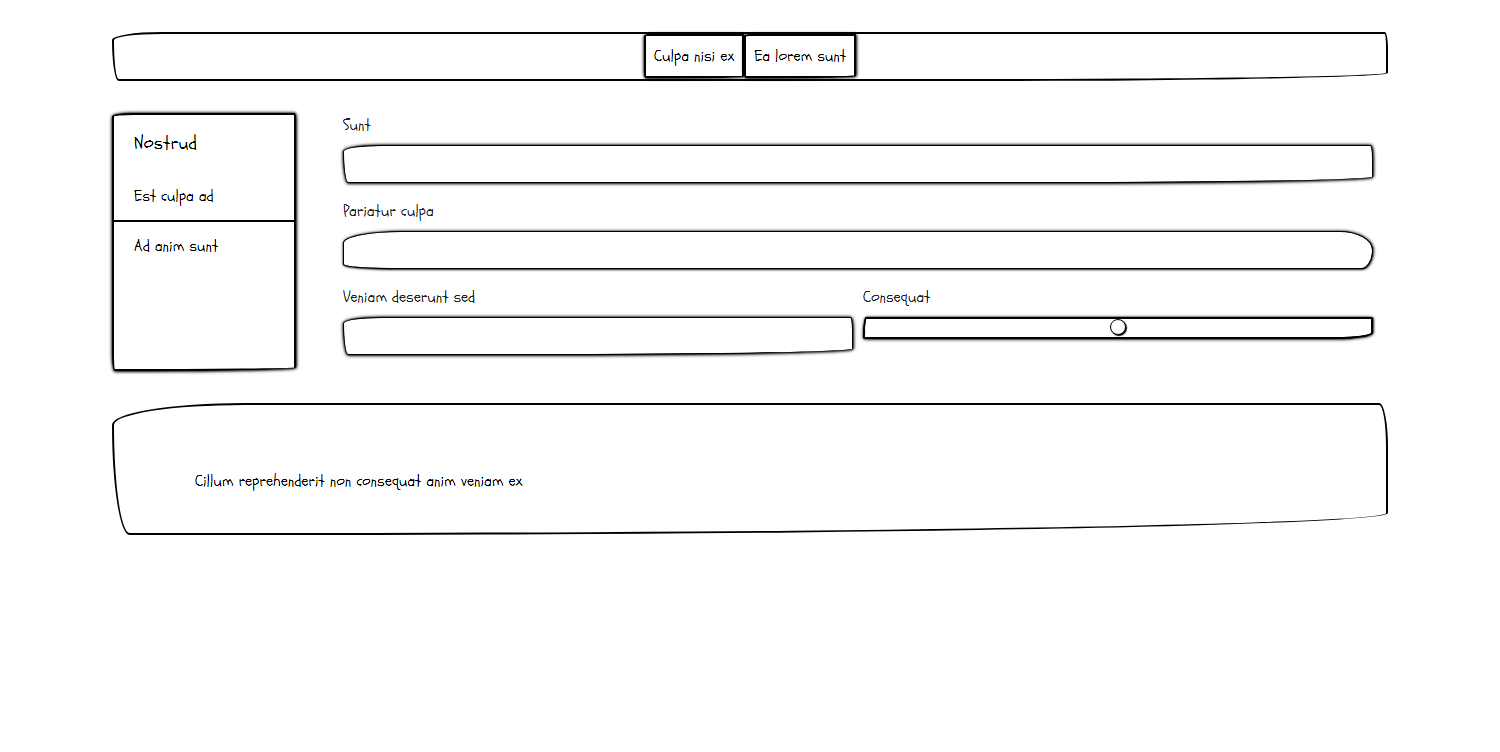 Culpa nisi ex
Ea lorem sunt
Nostrud
Est culpa ad
Ad anim sunt
Sunt
Pariatur culpa
Veniam deserunt sed
Consequat
Cillum reprehenderit non consequat anim veniam ex